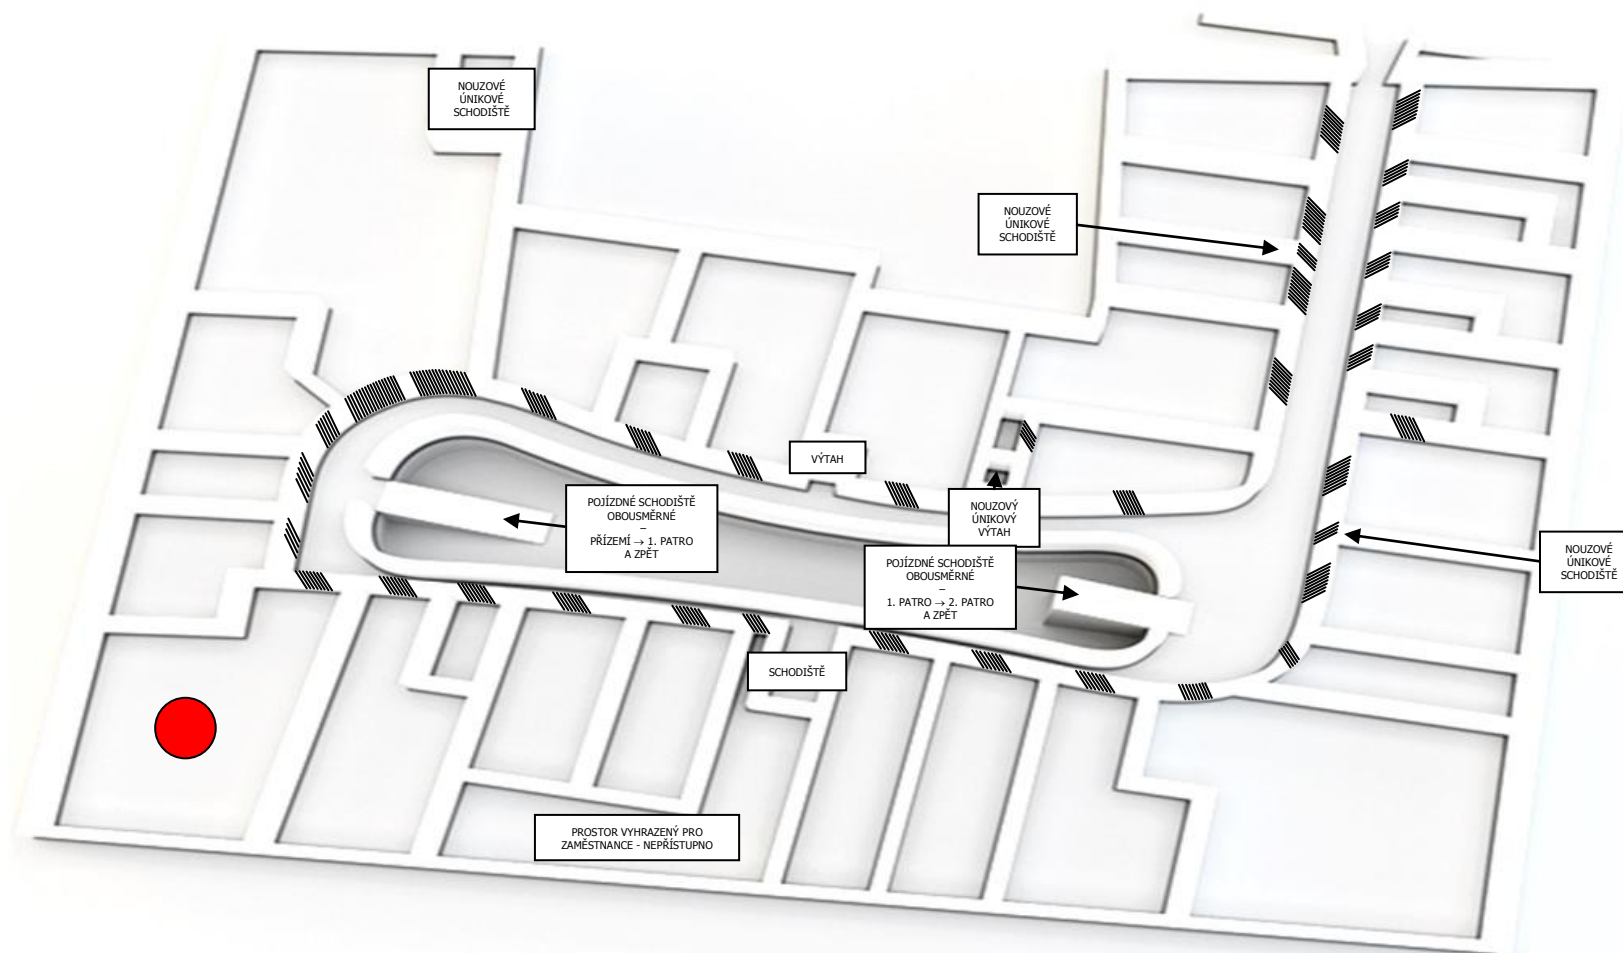 NOUZOVÉ
ÚNIKOVÉ
SCHODIŠTĚ
NOUZOVÉ
ÚNIKOVÉ
SCHODIŠTĚ
VÝTAH
POJÍZDNÉ SCHODIŠTĚ
OBOUSMĚRNÉ
–
PŘÍZEMÍ → 1. PATRO
A ZPĚT
NOUZOVÝ
ÚNIKOVÝ
VÝTAH
POJÍZDNÉ SCHODIŠTĚ
OBOUSMĚRNÉ
–
1. PATRO → 2. PATRO
A ZPĚT
NOUZOVÉ
ÚNIKOVÉ
SCHODIŠTĚ
SCHODIŠTĚ
PROSTOR VYHRAZENÝ PRO
ZAMĚSTNANCE - NEPŘÍSTUPNO